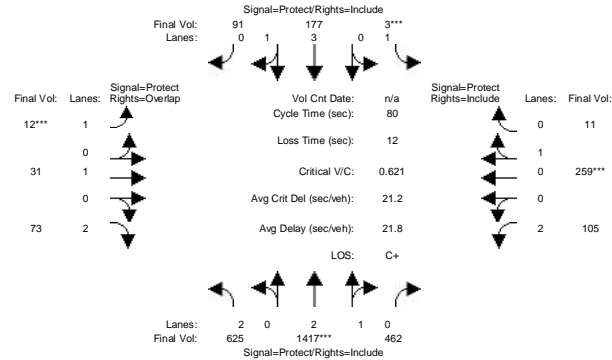 Signal=Protect/Rights=Include
Final Vol: 91 177 3***
Lanes: 0 1 3 0 1
Signal=Protect
Final Vol: Lanes: Rights=Overlap
Vol Cnt Date: n/a
Signal=Protect
Rights=Include Lanes: Final Vol:
Cycle Time (sec): 80
12*** 1
0 11
Loss Time (sec): 12
0
1
31 1
Critical V/C: 0.621
0 259***
0
Avg Crit Del (sec/veh): 21.2
0
73 2
Avg Delay (sec/veh): 21.8
2 105
LOS: C+
Lanes: 2 0 2 1 0
Final Vol: 625 1417*** 462
Signal=Protect/Rights=Include